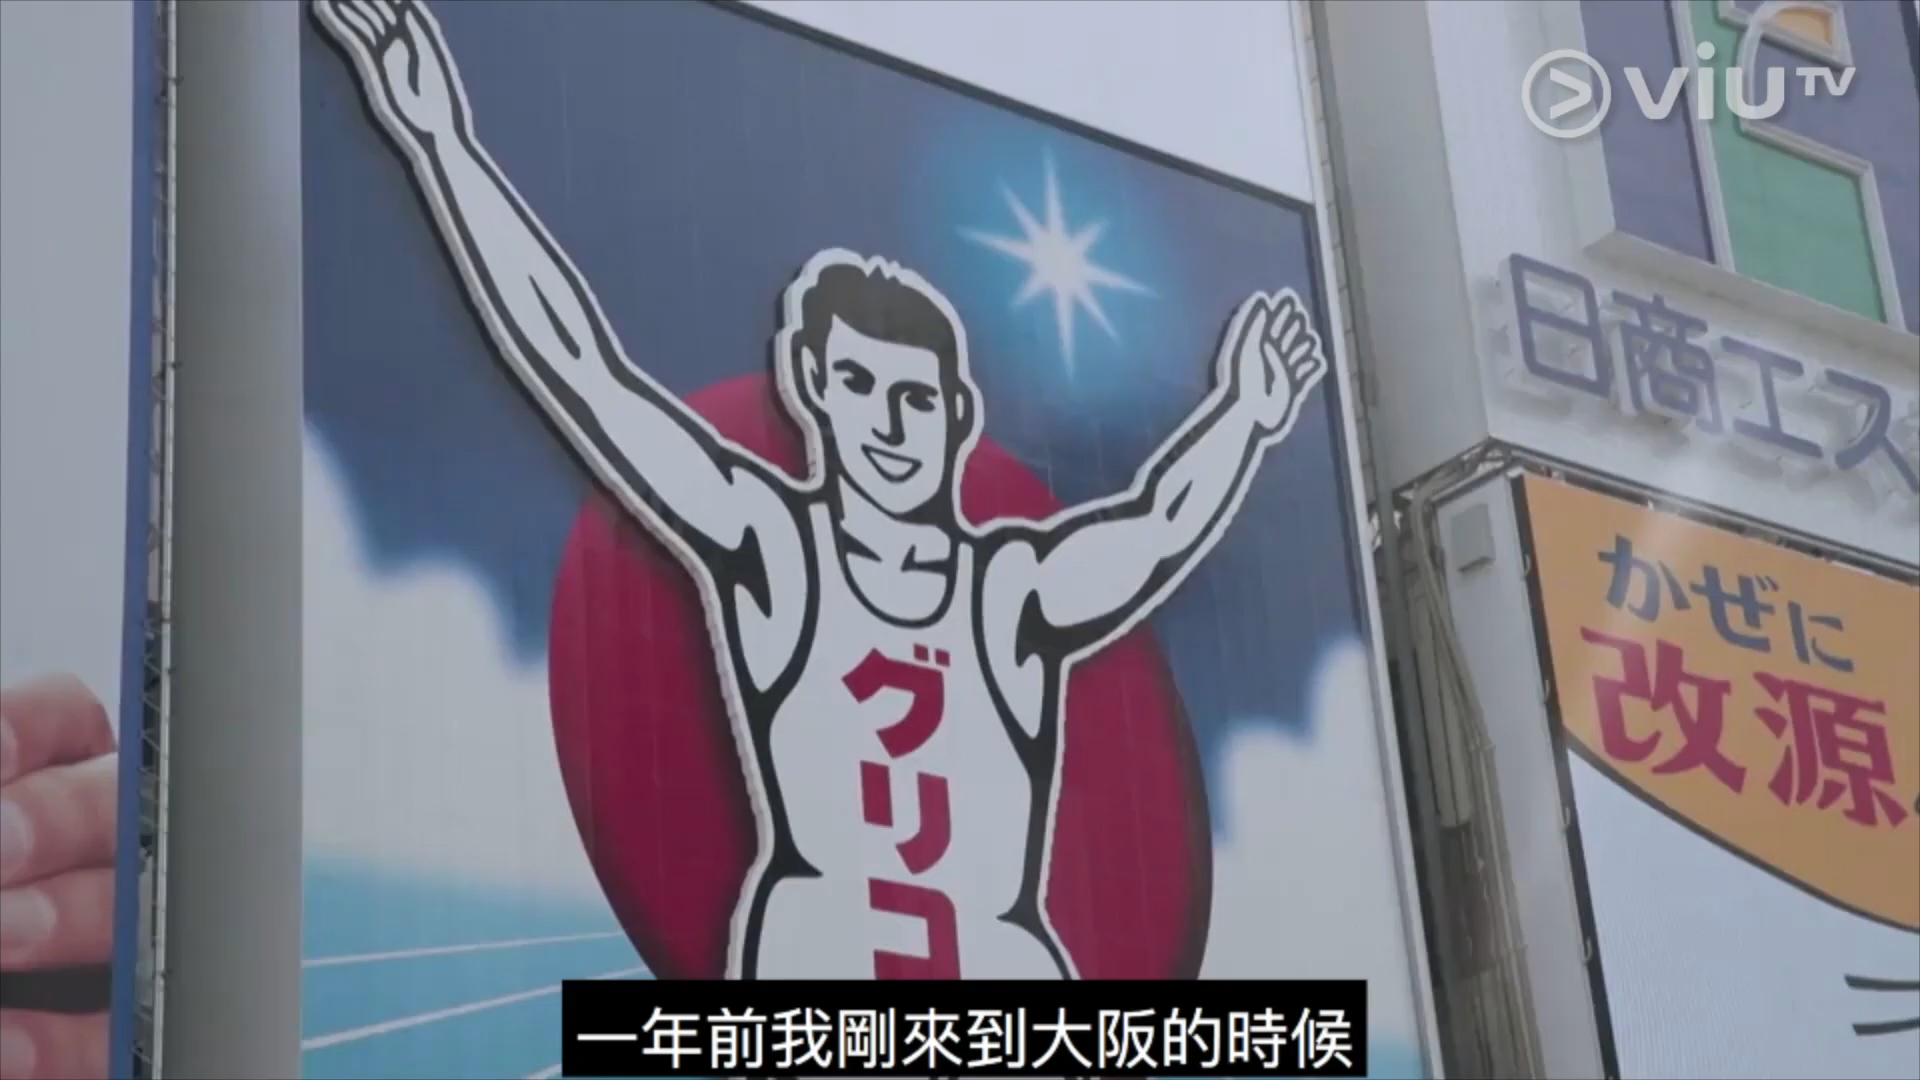 viu TV
日商エス
かぜに
改源
グリコ
一年前我剛來到大阪的時候